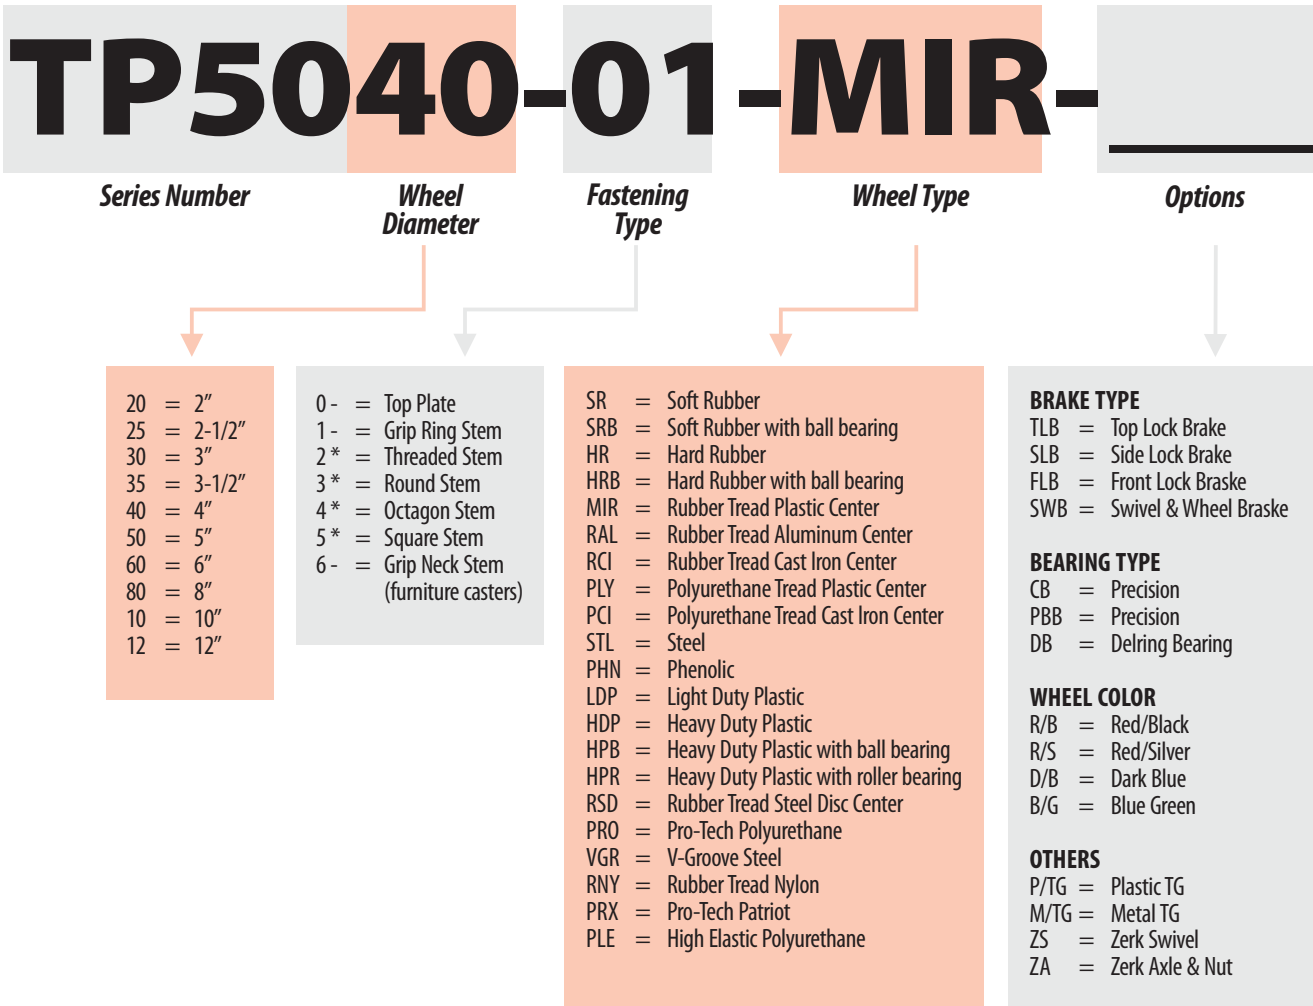 TP5040-01-MIR-
Series Number
Wheel
Diameter
Fastening
Type
Wheel Type
Options
20 = 2”
25 = 2-1/2”
30 = 3”
35 = 3-1/2”
40 = 4”
50 = 5”
60 = 6”
80 = 8”
10 = 10”
12 = 12”
0 - = Top Plate
1 - = Grip Ring Stem
2 * = Threaded Stem
3 * = Round Stem
4 * = Octagon Stem
5 * = Square Stem
6 - = Grip Neck Stem
(furniture casters)
SR = Soft Rubber
SRB = Soft Rubber with ball bearing
HR = Hard Rubber
HRB = Hard Rubber with ball bearing
MIR = Rubber Tread Plastic Center
RAL = Rubber Tread Aluminum Center
RCI = Rubber Tread Cast Iron Center
PLY = Polyurethane Tread Plastic Center
PCI = Polyurethane Tread Cast Iron Center
STL = Steel
PHN = Phenolic
LDP = Light Duty Plastic
HDP = Heavy Duty Plastic
HPB = Heavy Duty Plastic with ball bearing
HPR = Heavy Duty Plastic with roller bearing
RSD = Rubber Tread Steel Disc Center
PRO = Pro-Tech Polyurethane
VGR = V-Groove Steel
RNY = Rubber Tread Nylon
PRX = Pro-Tech Patriot
PLE = High Elastic Polyurethane
BRAKE TYPE
TLB = Top Lock Brake
SLB = Side Lock Brake
FLB = Front Lock Braske
SWB = Swivel & Wheel Braske
BEARING TYPE
CB = Precision
PBB = Precision
DB = Delring Bearing
WHEEL COLOR
R/B = Red/Black
R/S = Red/Silver
D/B = Dark Blue
B/G = Blue Green
OTHERS
P/TG = Plastic TG
M/TG = Metal TG
ZS = Zerk Swivel
ZA = Zerk Axle & Nut